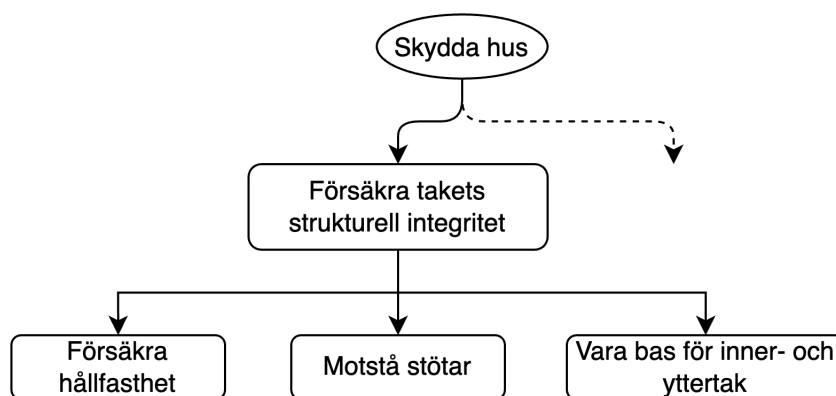 Skydda hus
Försäkra takets
strukturell integritet
Försäkra
hållfasthet
Motstå stötar
Vara bas för inner- och
yttertak